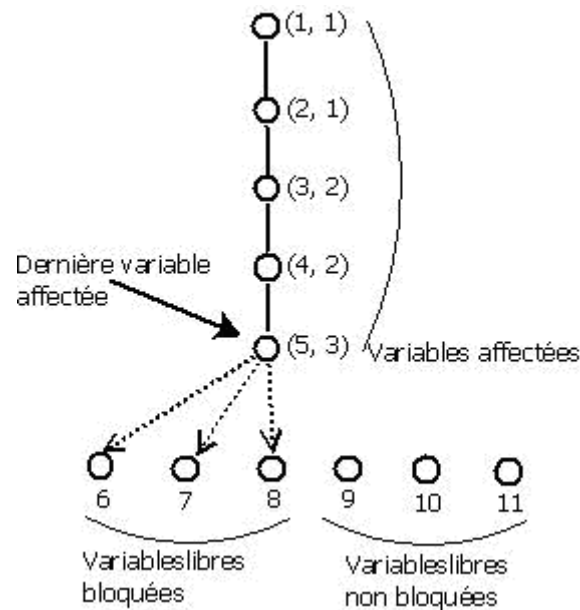 (1, 1)
(2, 1)
(3, 2)
(4, 2)
Dernière variable
affectée
(5, 3)
Variables affectées
6 7 8 9 10 11
Variableslibres
bloquées
Variableslibres
non bloquées